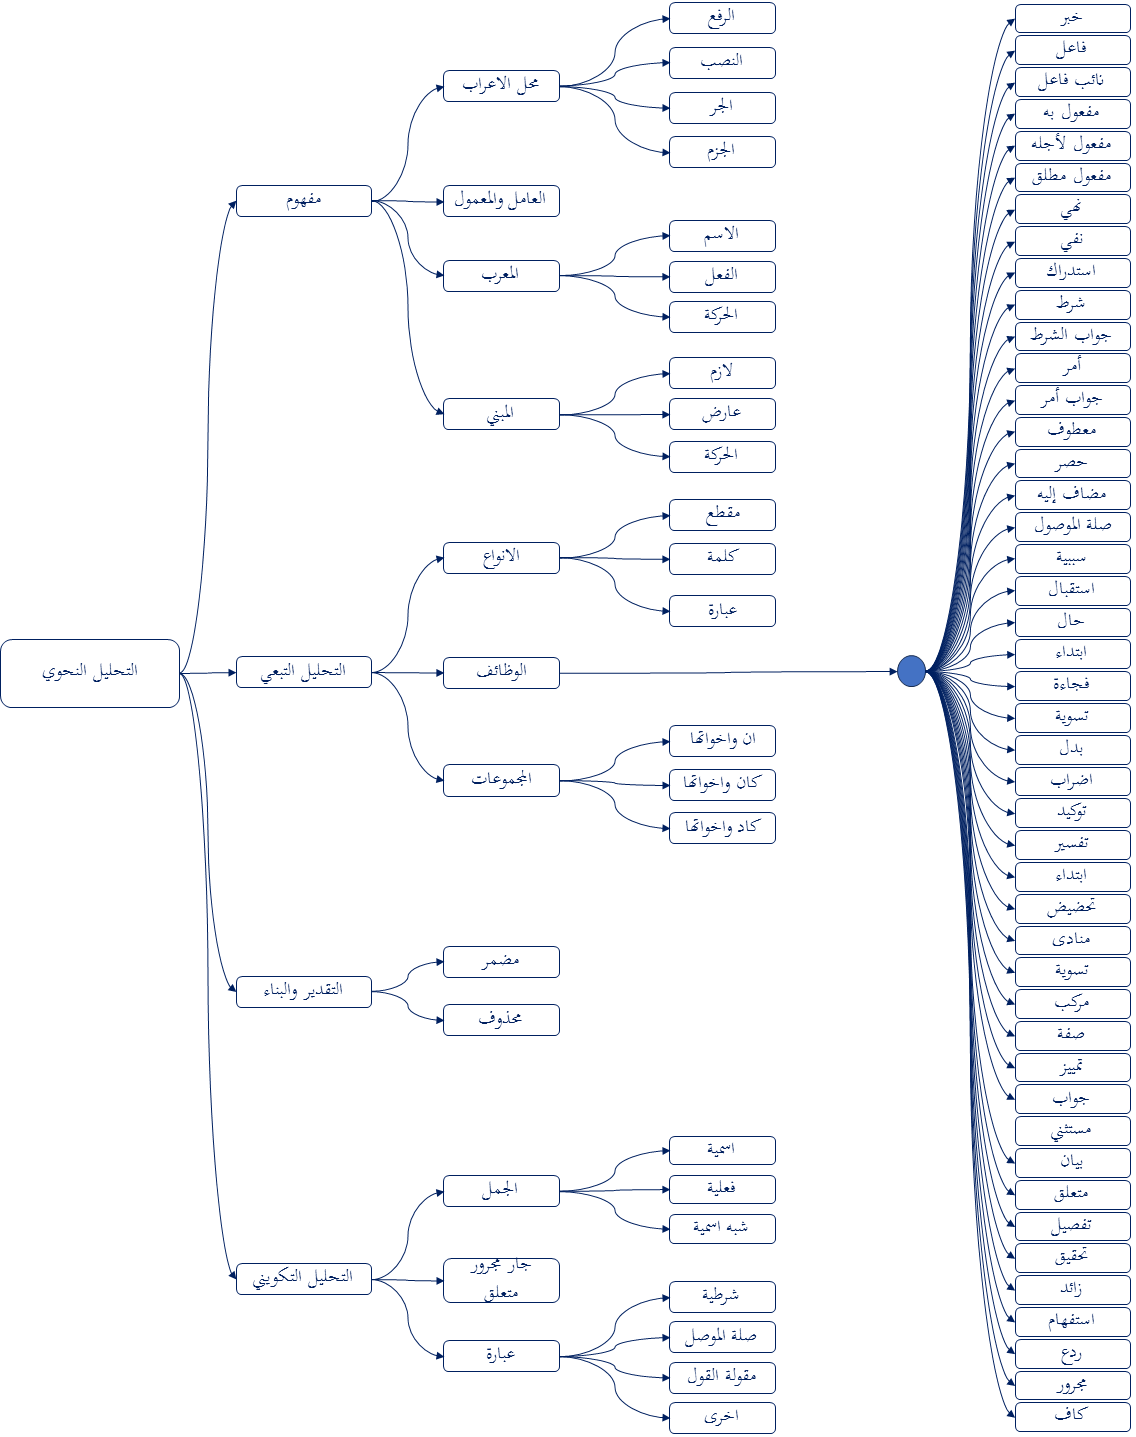 التحليل النحوي
مفهوم
محل الاعراب
الرفع
النصب
الجر
الجزم
العامل والمعمول
المعرب
الاسم
الفعل
الحركة
المبني
لازم
عارض
الحركة
التحليل التبعي
الانواع
مقطع
كلمة
عبارة
الوظائف
خبر
فاعل
نائب فاعل
مفعول به
مفعول لأجله
مفعول مطلق
نهي
نفي
استدراك
شرط
جواب الشرط
أمر
جواب أمر
معطوف
حصر
مضاف إليه
صلة الموصول
سببية
استقبال
حال
ابتداء
فجاءة
تسوية
بدل
اضراب
توكيد
تفسير
ابتداء
تحضيض
منادى
تسوية
مركب
صفة
تمييز
جواب
مستثني
بيان
متعلق
تفصيل
تحقيق
زائد
استفهام
ردع
مجرور
كاف
المجموعات
ان واخواتها
كان واخواتها
كاد واخواتها
التقدير والبناء
مضمر
محذوف
التحليل التكويني
الجمل
اسمية
فعلية
شبه اسمية
جار مجرور
متعلق
عبارة
شرطية
صلة الموصل
مقولة القول
اخرى